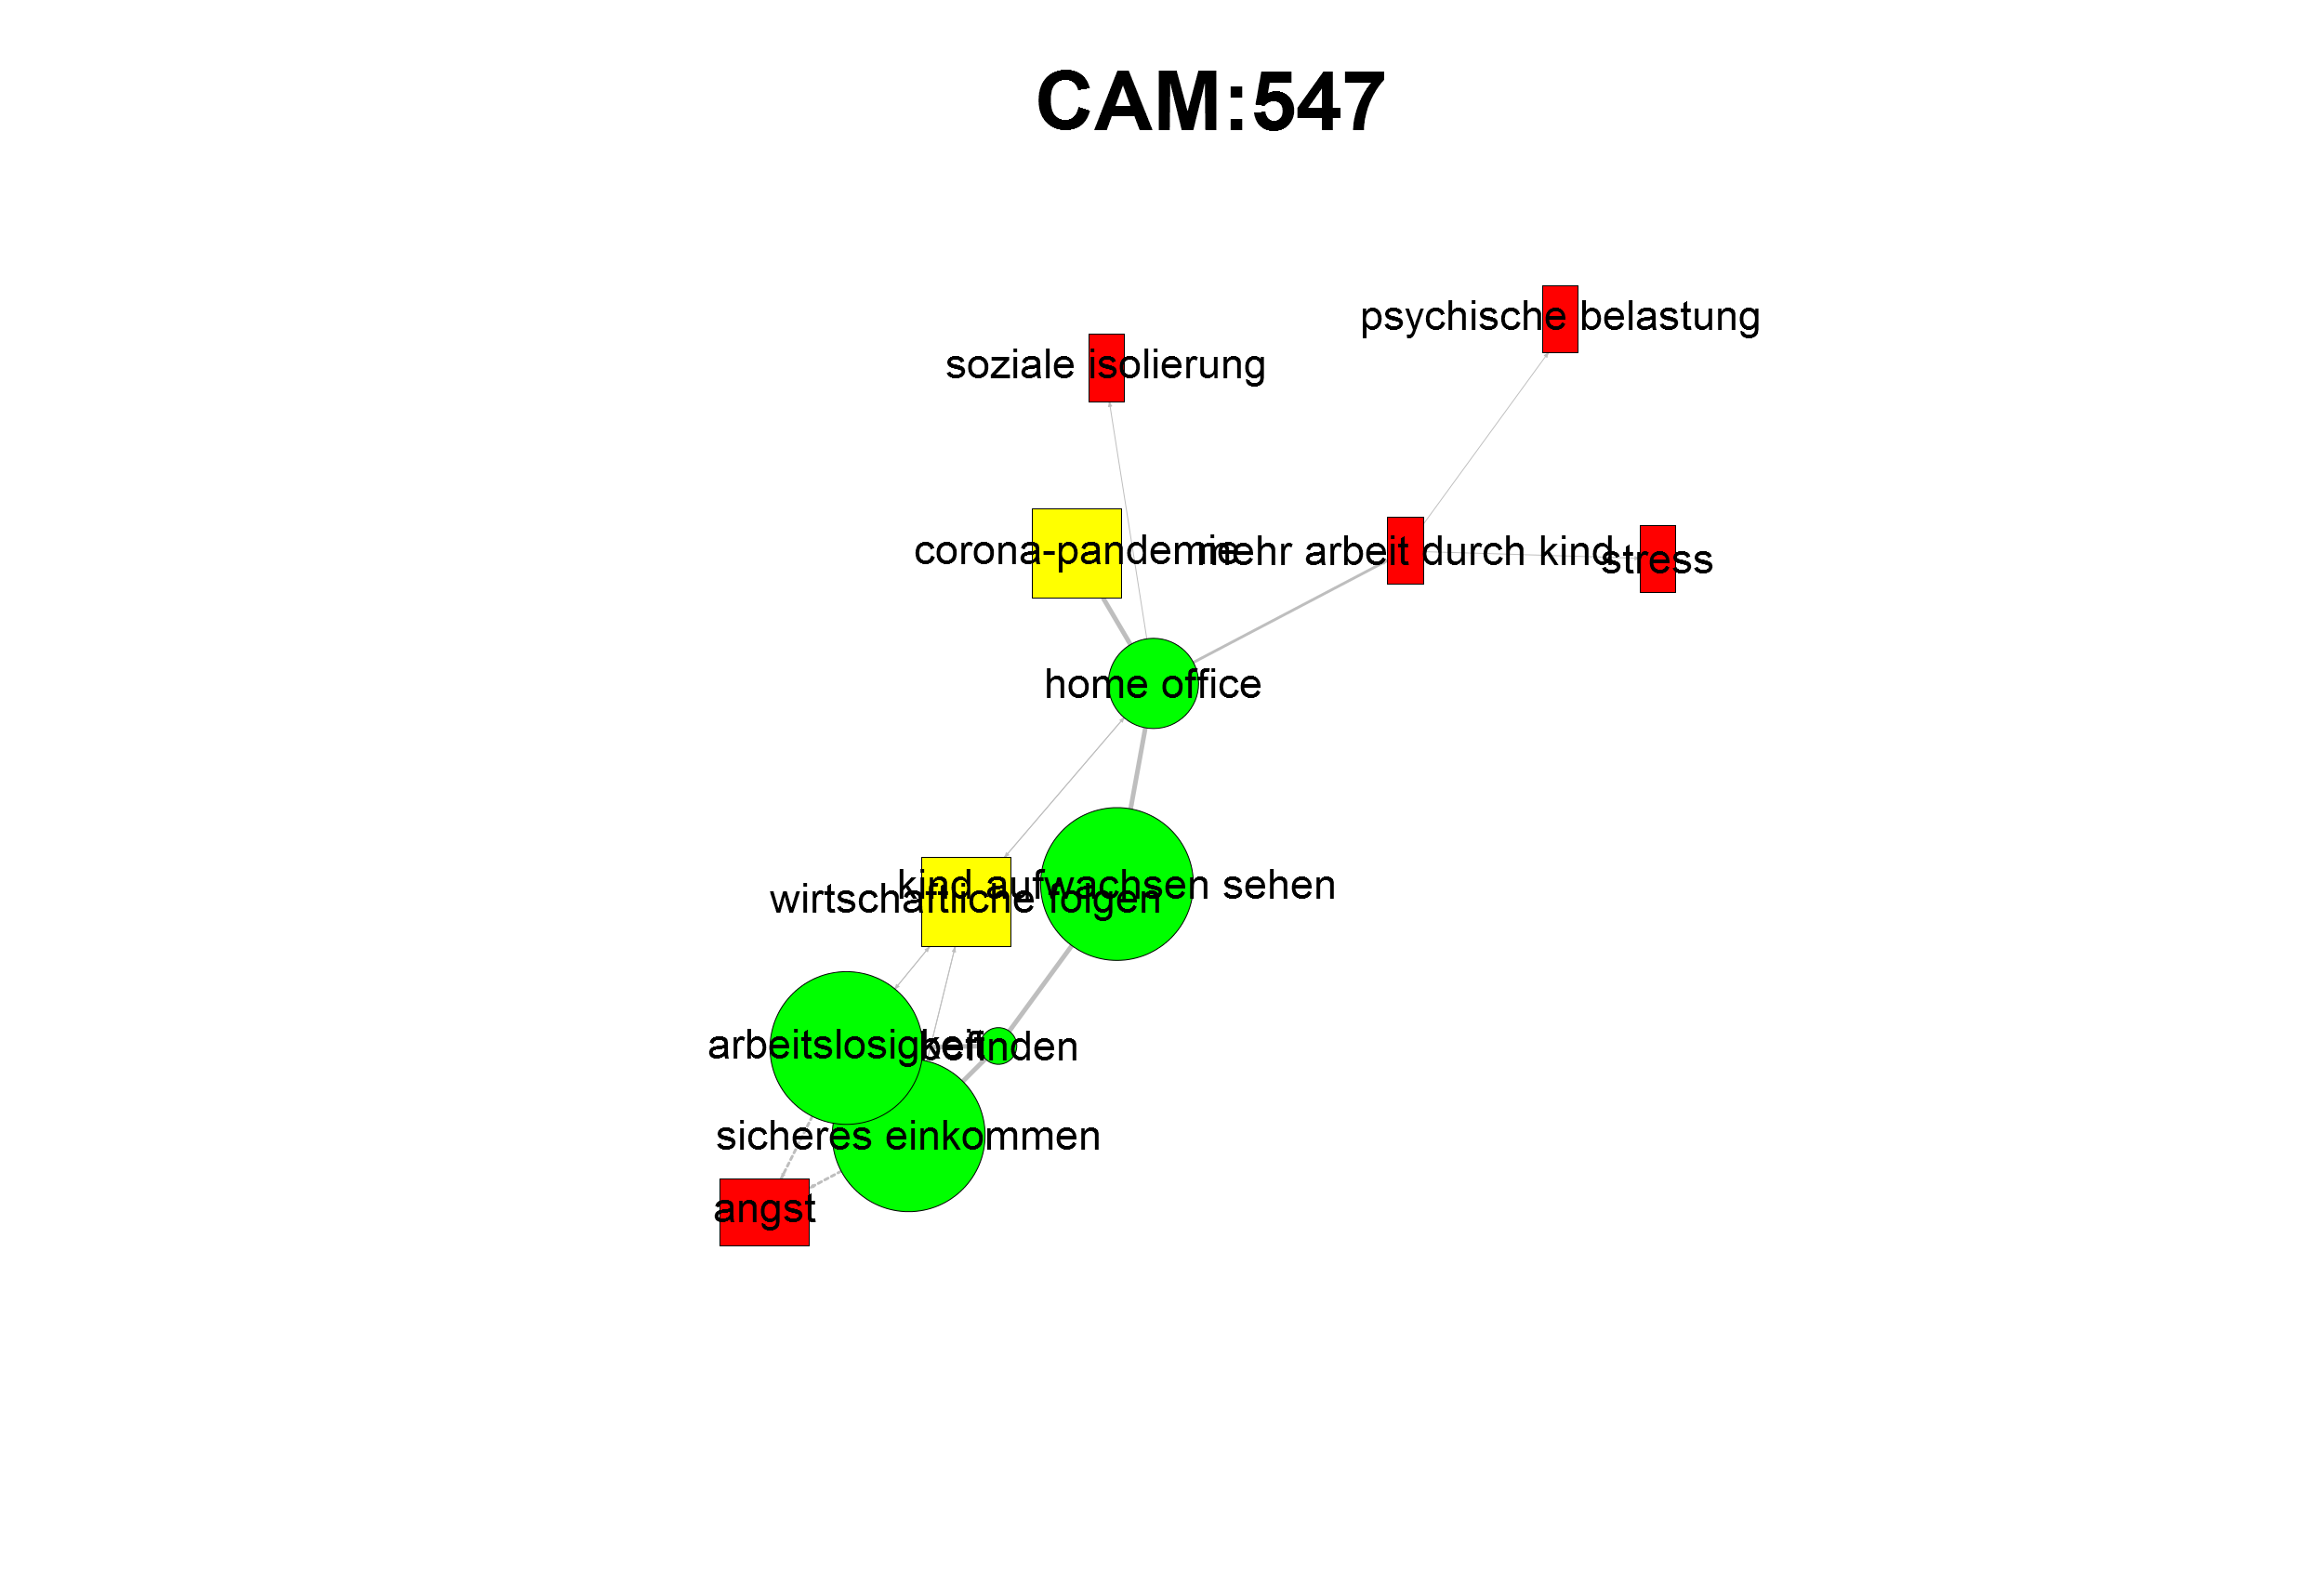 CAM:547
psychische belastung
soziale isolierung
corona-pandemie
mehr arbeit durch kind
stress
home office
kind aufwachsen sehen
wirtschaftliche folgen
arbeitslosigkeit
befinden
sicheres einkommen
angst